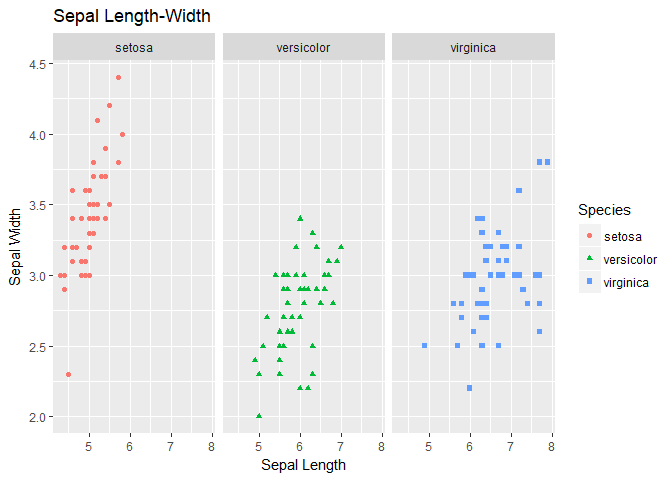 Sepal Length-Width
setosa versicolor virginica
4.5
4.0
3.5
3.0
2.5
2.0
Sepal Width
5 6 7 8 5 6 7 8 5 6 7 8
Sepal Length
Species
setosa
versicolor
virginica